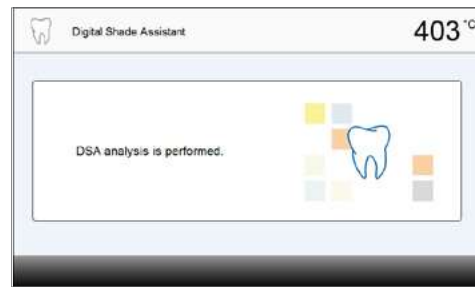 Digital Shade Assistant
403 °C
DSA analysis is performed.